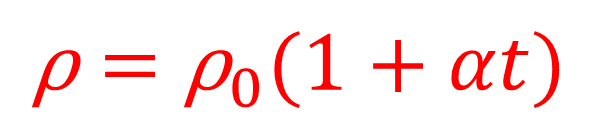 ρ = ρ₀(1 + αt)